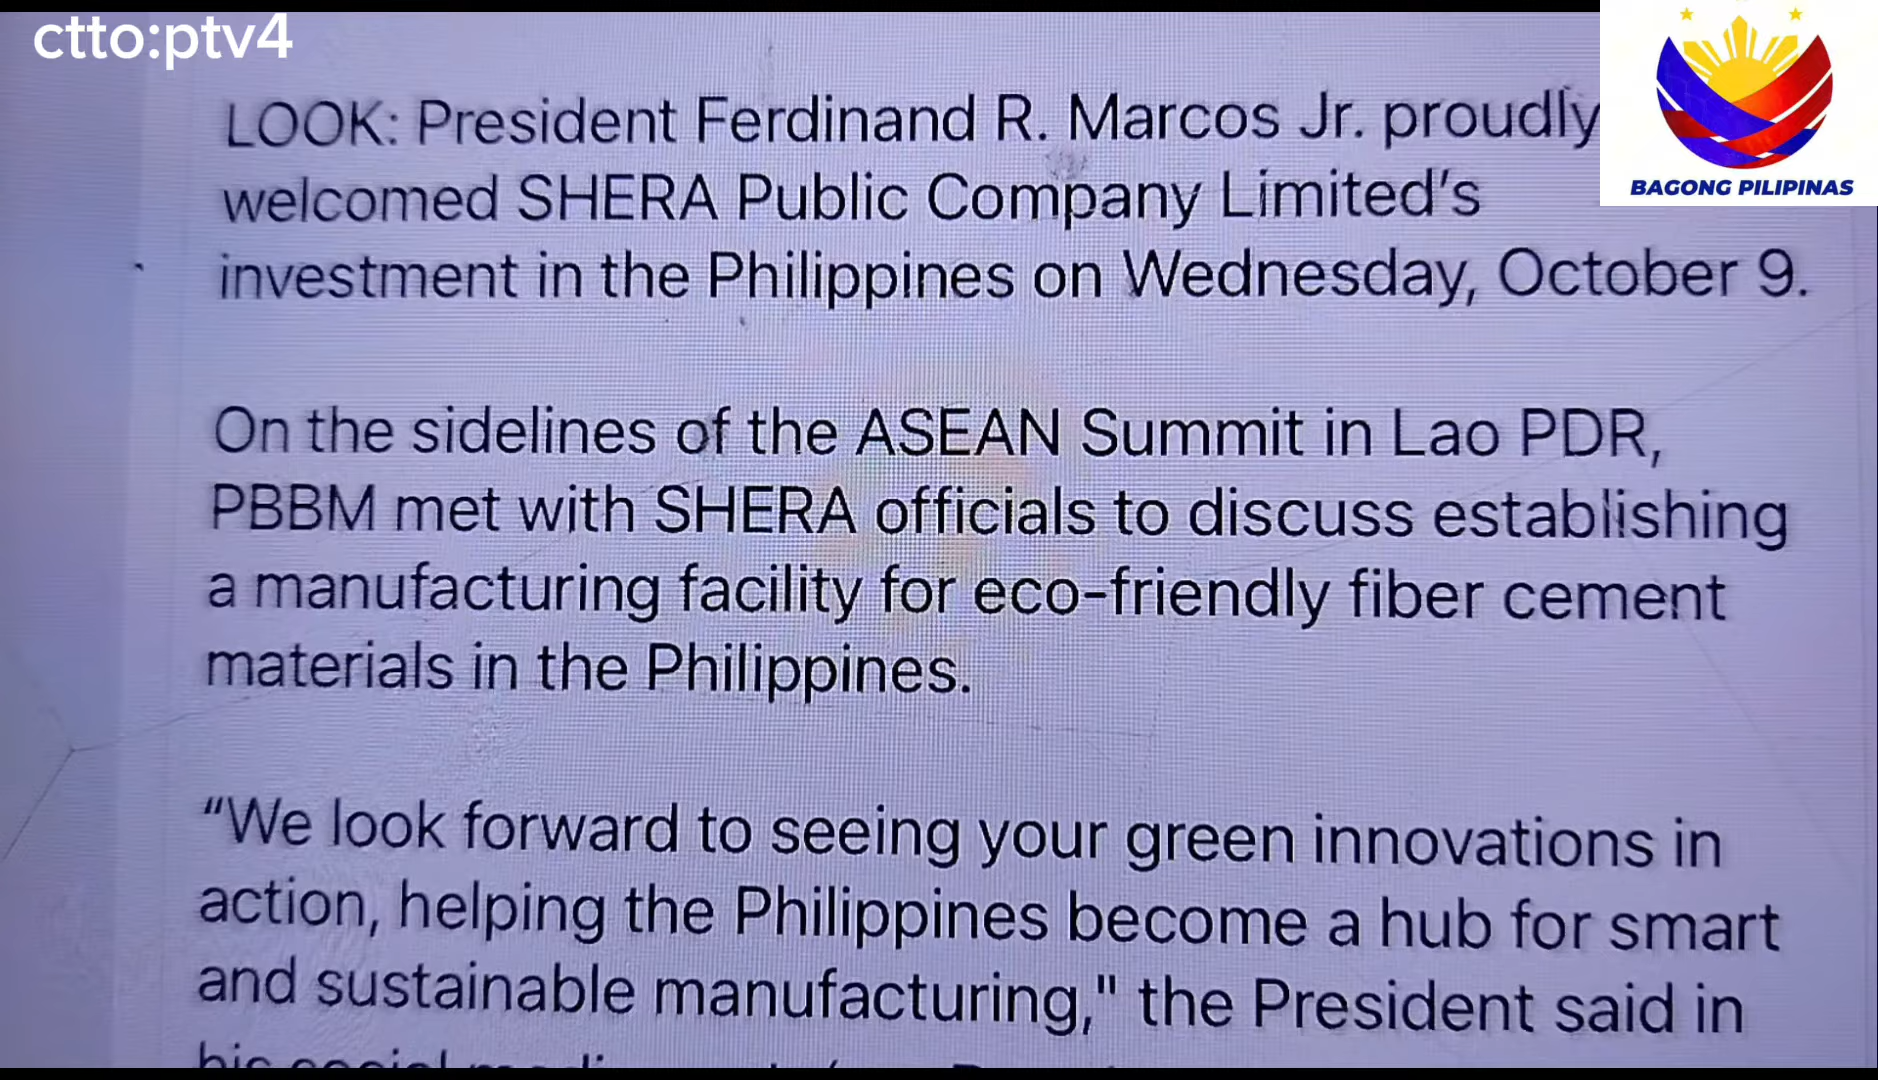 ctto:ptv4
LOOK: President Ferdinand R. Marcos Jr. proudly
welcomed SHERA Public Company Limited's
investment in the Philippines on Wednesday, October 9.
On the sidelines of the ASEAN Summit in Lao PDR,
PBBM met with SHERA officials to discuss establishing
a manufacturing facility for eco-friendly fiber cement
materials in the Philippines.
“We look forward to seeing your green innovations in
action, helping the Philippines become a hub for smart
and sustainable manufacturing," the President said in
his social
BAGONG PILIPINAS